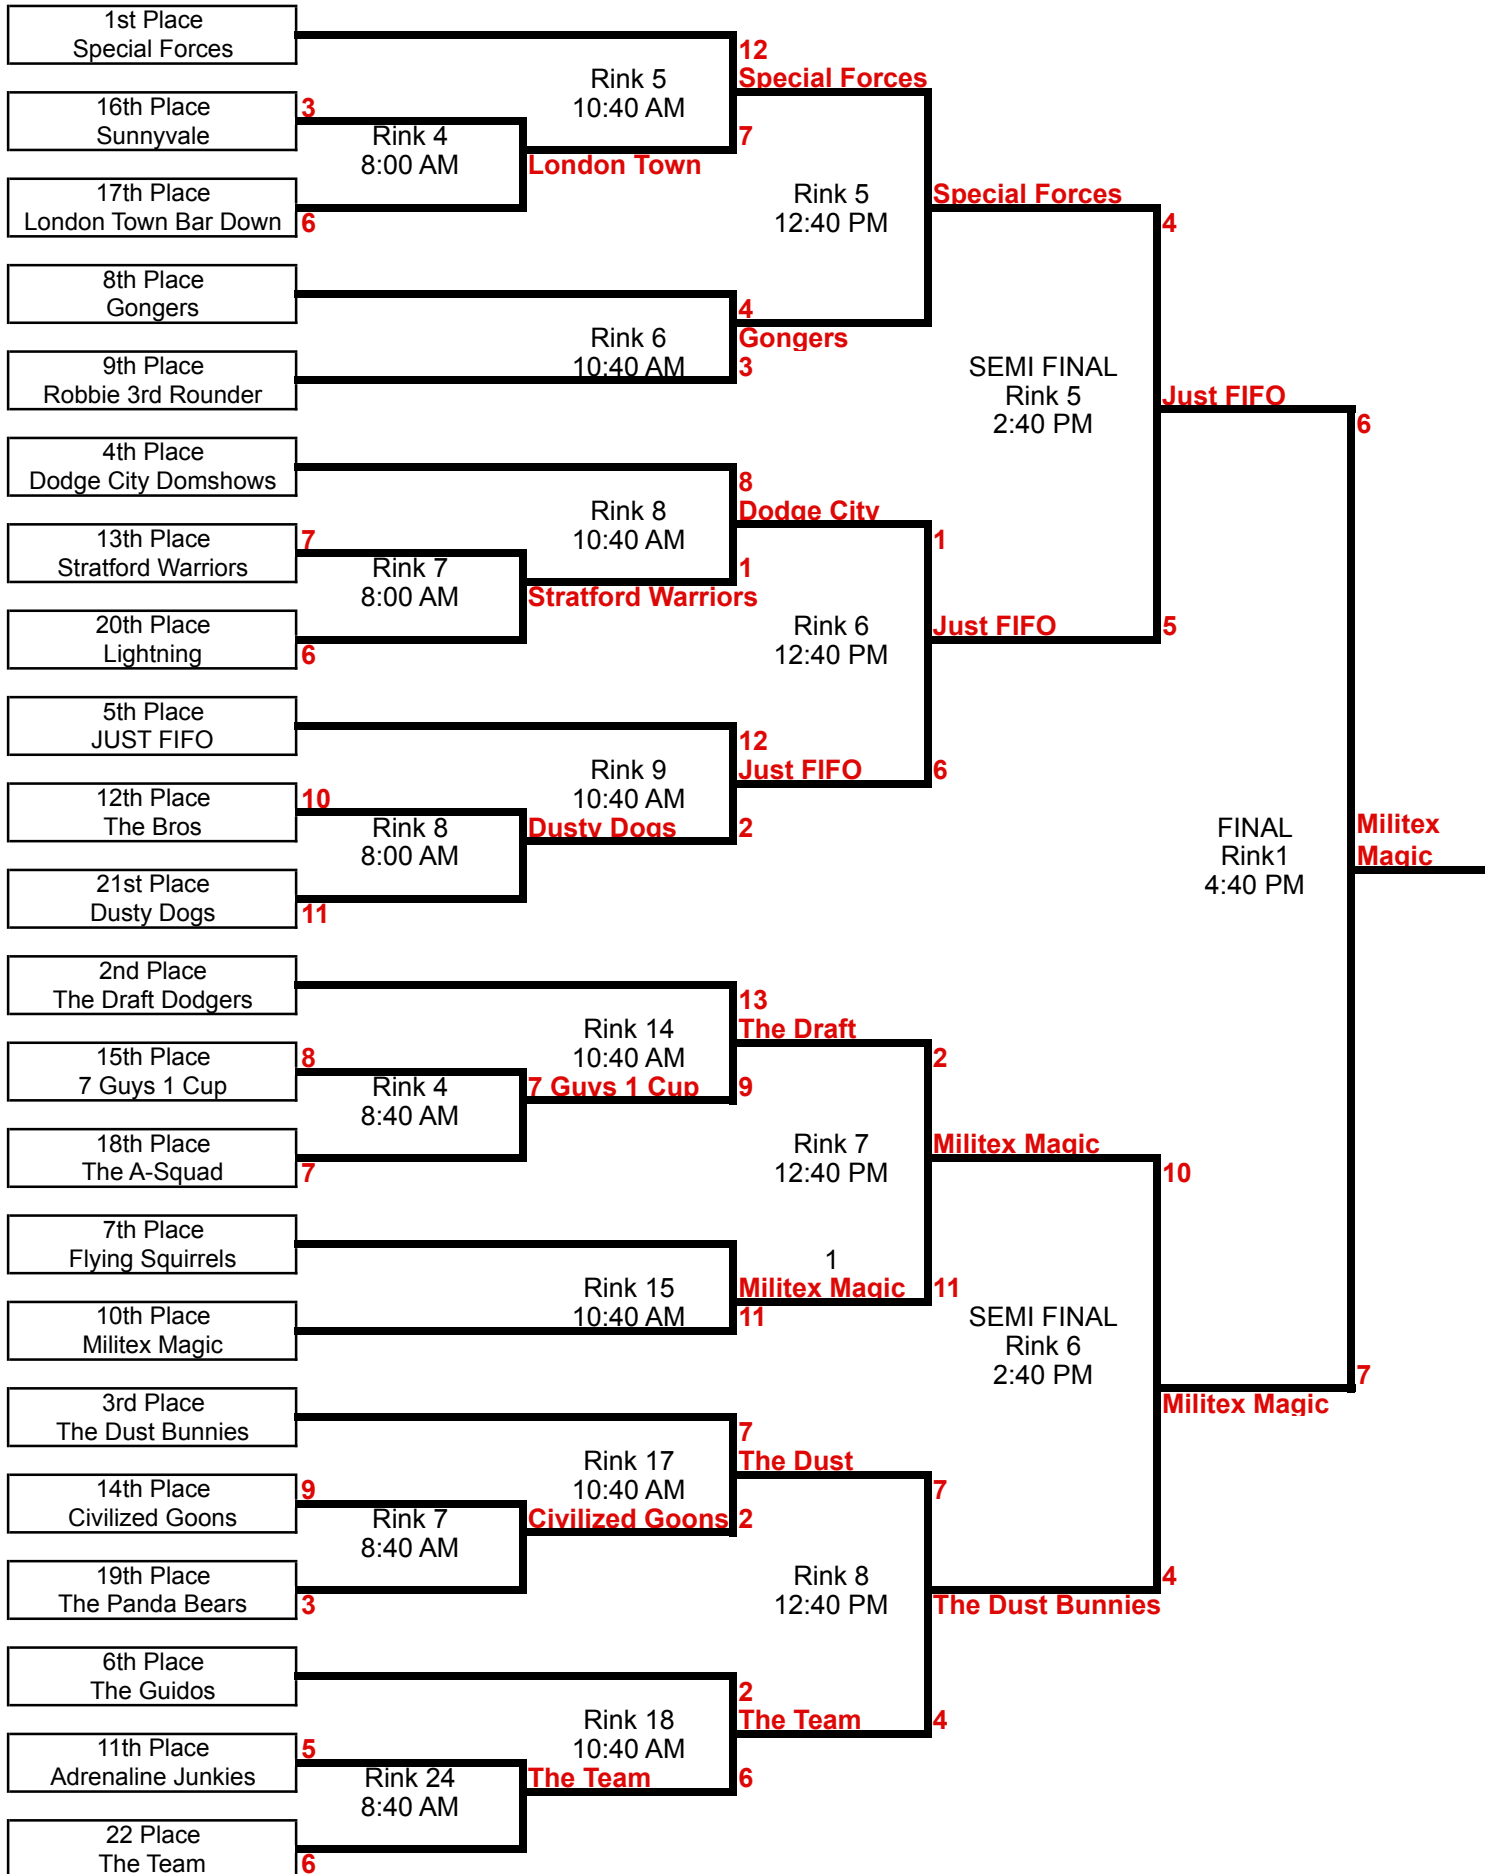 1st Place
Special Forces
12
Special Forces
Rink 5
10:40 AM
16th Place
Sunnyvale
3
Rink 4
8:00 AM
7
London Town
17th Place
London Town Bar Down
6
Rink 5
12:40 PM
Special Forces
4
8th Place
Gongers
4
Gongers
Rink 6
10:40 AM
3
9th Place
Robbie 3rd Rounder
SEMI FINAL
Rink 5
2:40 PM
Just FIFO
6
4th Place
Dodge City Domshows
8
Dodge City
Rink 8
10:40 AM
1
13th Place
Stratford Warriors
7
Rink 7
8:00 AM
1
Stratford Warriors
20th Place
Lightning
6
Rink 6
12:40 PM
Just FIFO
5
5th Place
JUST FIFO
12
Just FIFO
6
Rink 9
10:40 AM
12th Place
The Bros
10
Rink 8
8:00 AM
Dusty Dogs
2
FINAL
Rink1
4:40 PM
Militex
Magic
21st Place
Dusty Dogs
11
2nd Place
The Draft Dodgers
13
The Draft
Rink 14
10:40 AM
2
15th Place
7 Guys 1 Cup
8
Rink 4
8:40 AM
7 Guys 1 Cup
9
18th Place
The A-Squad
7
Rink 7
12:40 PM
Militex Magic
10
7th Place
Flying Squirrels
1
Militex Magic
11
Rink 15
10:40 AM
11
10th Place
Militex Magic
SEMI FINAL
Rink 6
2:40 PM
7
Militex Magic
3rd Place
The Dust Bunnies
7
The Dust
Rink 17
10:40 AM
7
14th Place
Civilized Goons
9
Rink 7
8:40 AM
Civilized Goons
2
19th Place
The Panda Bears
3
Rink 8
12:40 PM
4
The Dust Bunnies
6th Place
The Guidos
2
The Team
4
Rink 18
10:40 AM
11th Place
Adrenaline Junkies
5
Rink 24
8:40 AM
The Team
6
22 Place
The Team
6